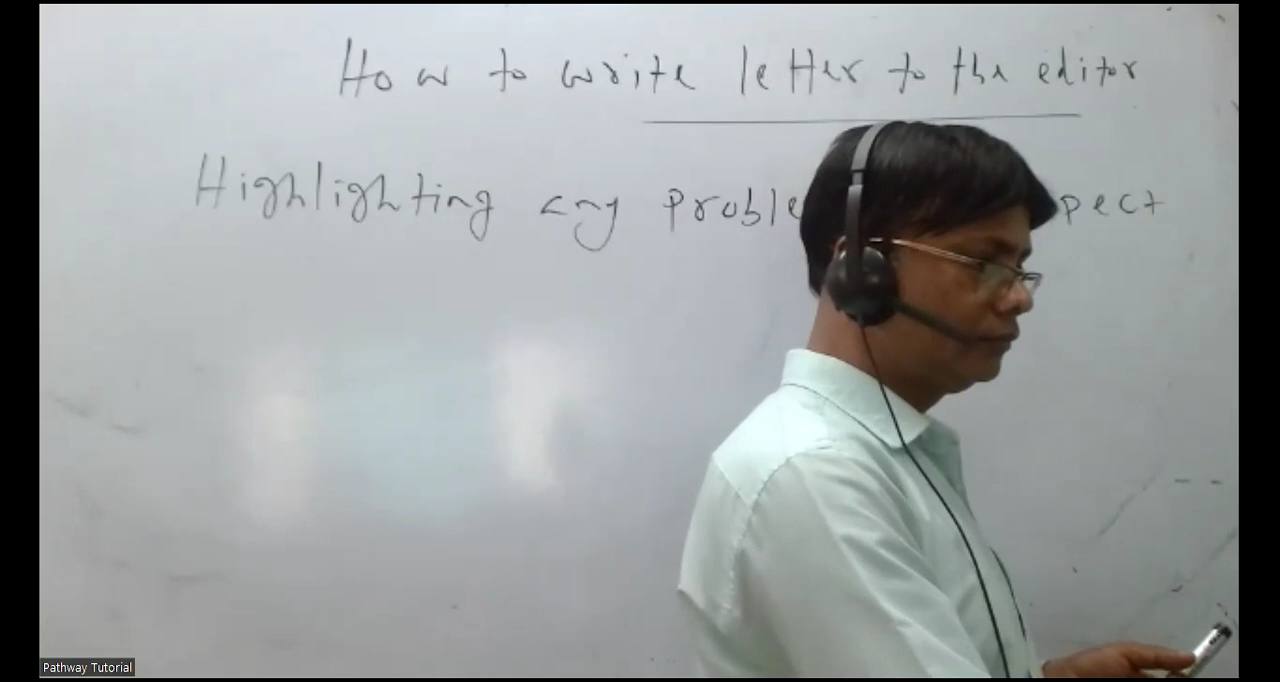 How to write letter to the editor
Highlighting any proble pect
Pathway Tutorial